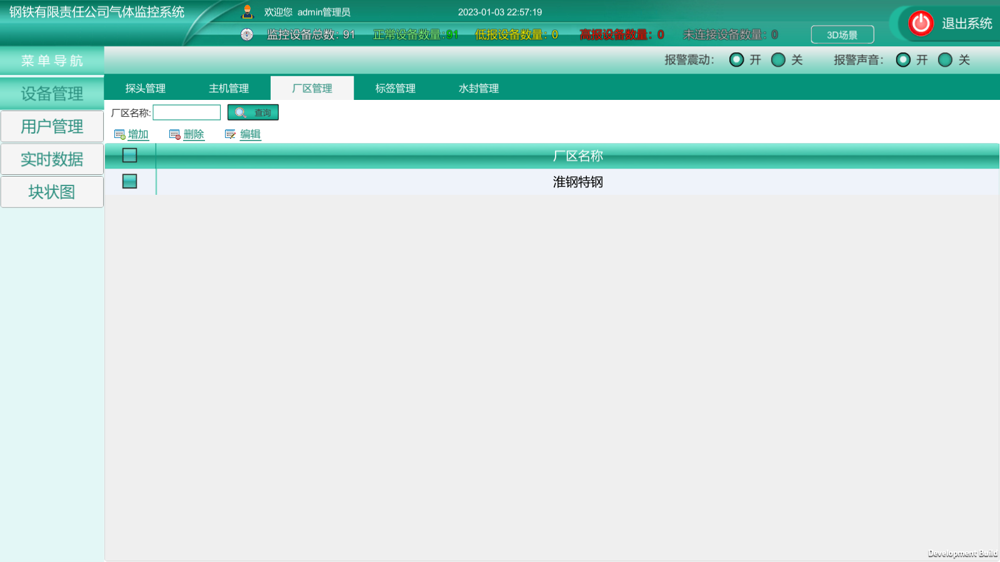 钢铁有限责任公司气体监控系统
欢迎您 admin管理员
2023-01-03 22:57:19
监控设备总数：91 正常设备数量:91 低报设备数量：0 高报设备数量：0 未连接设备数量：0
3D场景
退出系统
菜单导航
报警震动： 开 关 报警声音： 开 关
设备管理
用户管理
实时数据
块状图
探头管理 主机管理 厂区管理 标签管理 水封管理
厂区名称: 查询
增加 删除 编辑
厂区名称
淮钢特钢
Development Build